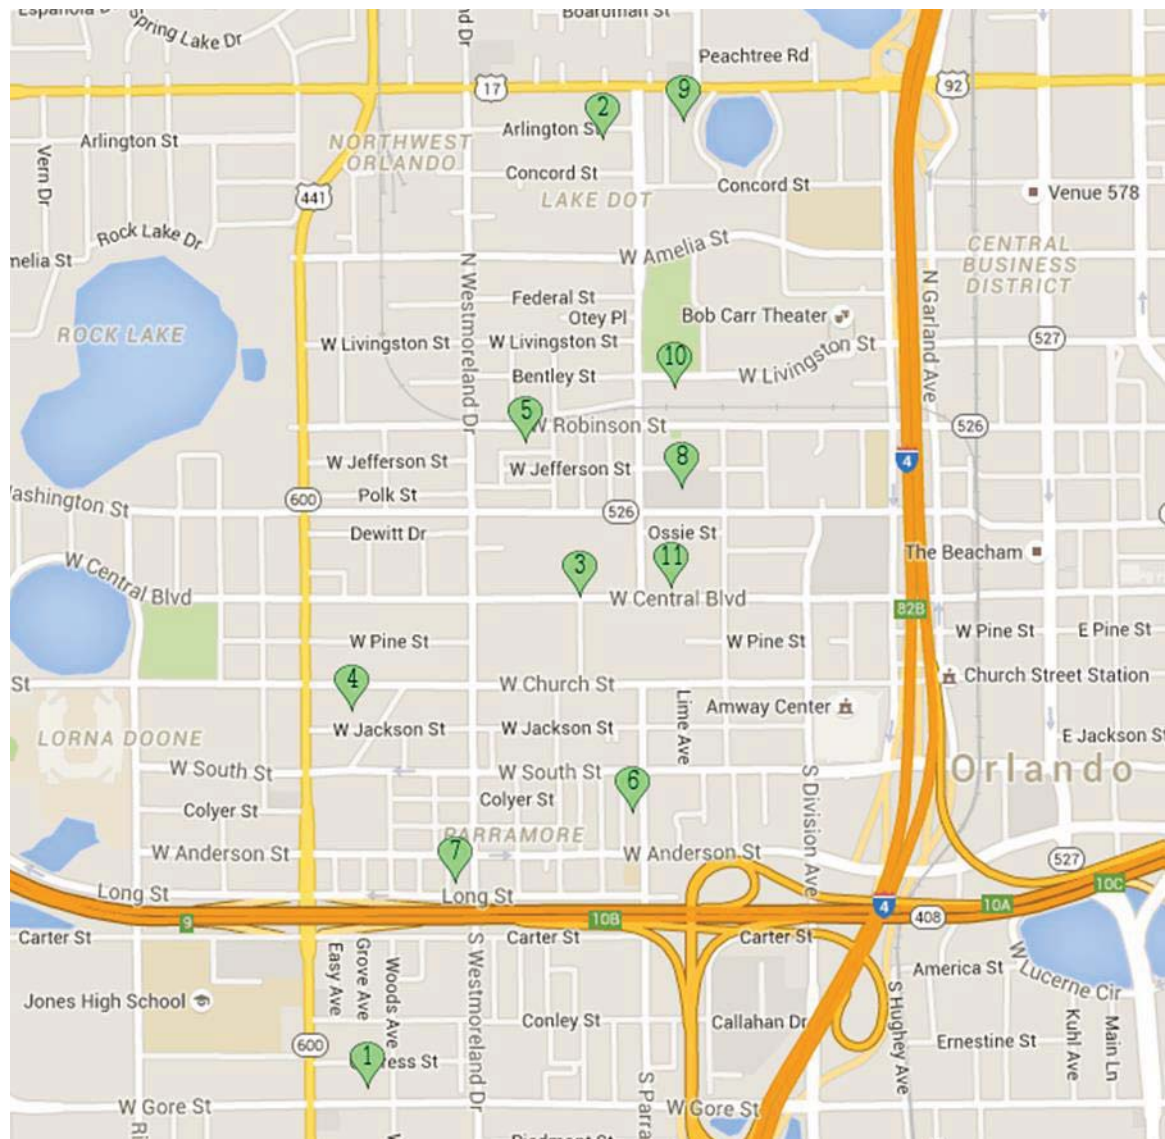 Boardman St
Spring Lake Dr
Peachtree Rd
17
92
9
2
Arlington St
Arlington St
NORTHWEST
ORLANDO
Vern Dr
Concord St
Concord St
LAKE DOT
441
Venue 578
Rock Lake Dr
W Amelia St
CENTRAL
BUSINESS
DISTRICT
melia St
N Westmoreland Dr
N Garland Ave
Federal St
Otey Pl
Bob Carr Theater
ROCK LAKE
W Livingston St
W Livingston St
W Livingston St
527
10
Bentley St
5
W Robinson St
526
W Jefferson St
W Jefferson St
8
4
Polk St
600
ashington St
526
Dewitt Dr
Ossie St
The Beacham
3
11
W Central Blvd
W Central Blvd
82B
W Pine St
W Pine St
W Pine St
E Pine St
St
4
W Church St
Church Street Station
Lime Ave
Amway Center
W Jackson St
W Jackson St
E Jackson St
LORNA DOONE
W South St
W South St
Orlando
6
S Division Ave
Colyer St
Colyer St
PARRAMORE
7
W Anderson St
W Anderson St
527
Long St
Long St
10C
10A
4
408
9
10B
Carter St
Carter St
Carter St
Easy Ave
Grove Ave
Woods Ave
S Westmoreland Dr
America St
W Lucerne Cir
Jones High School
S Hughey Ave
Conley St
Callahan Dr
Kuhl Ave
Main Ln
600
Ernestine St
1
ress St
S Parra
W Gore St
W Gore St